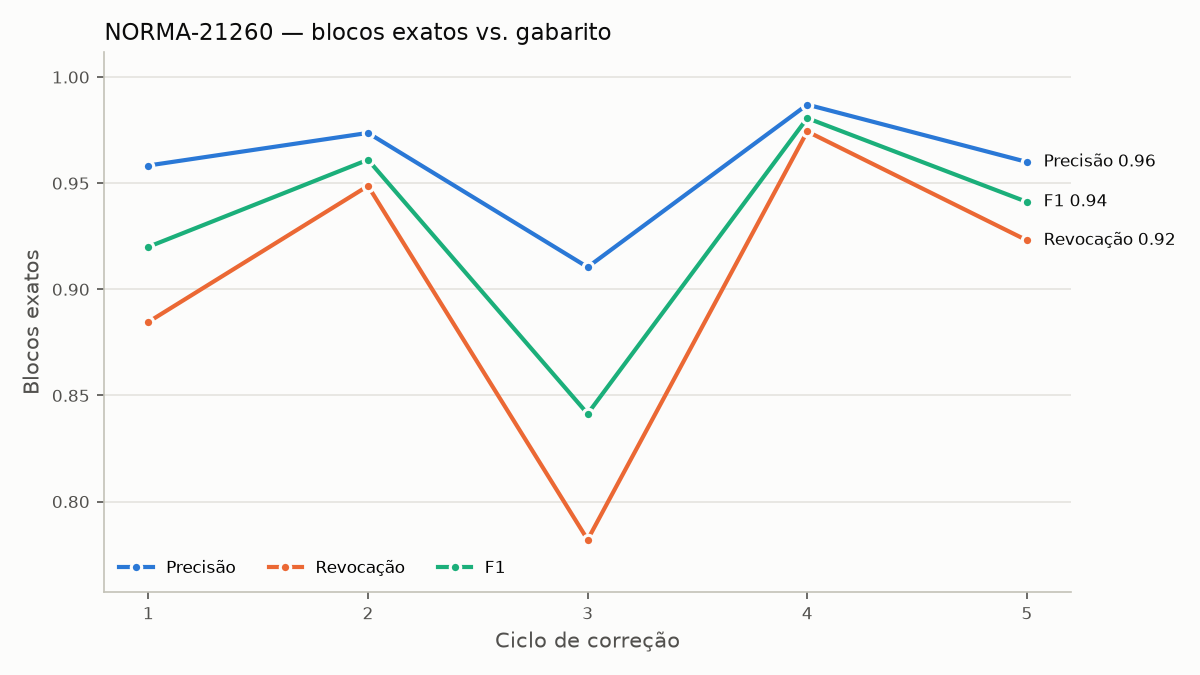 NORMA-21260 — blocos exatos vs. gabarito
Blocos exatos
1.00
0.95
0.90
0.85
0.80
Precisão 0.96
F1 0.94
Revocação 0.92
Precisão Revocação F1
1 2 3 4 5
Ciclo de correção